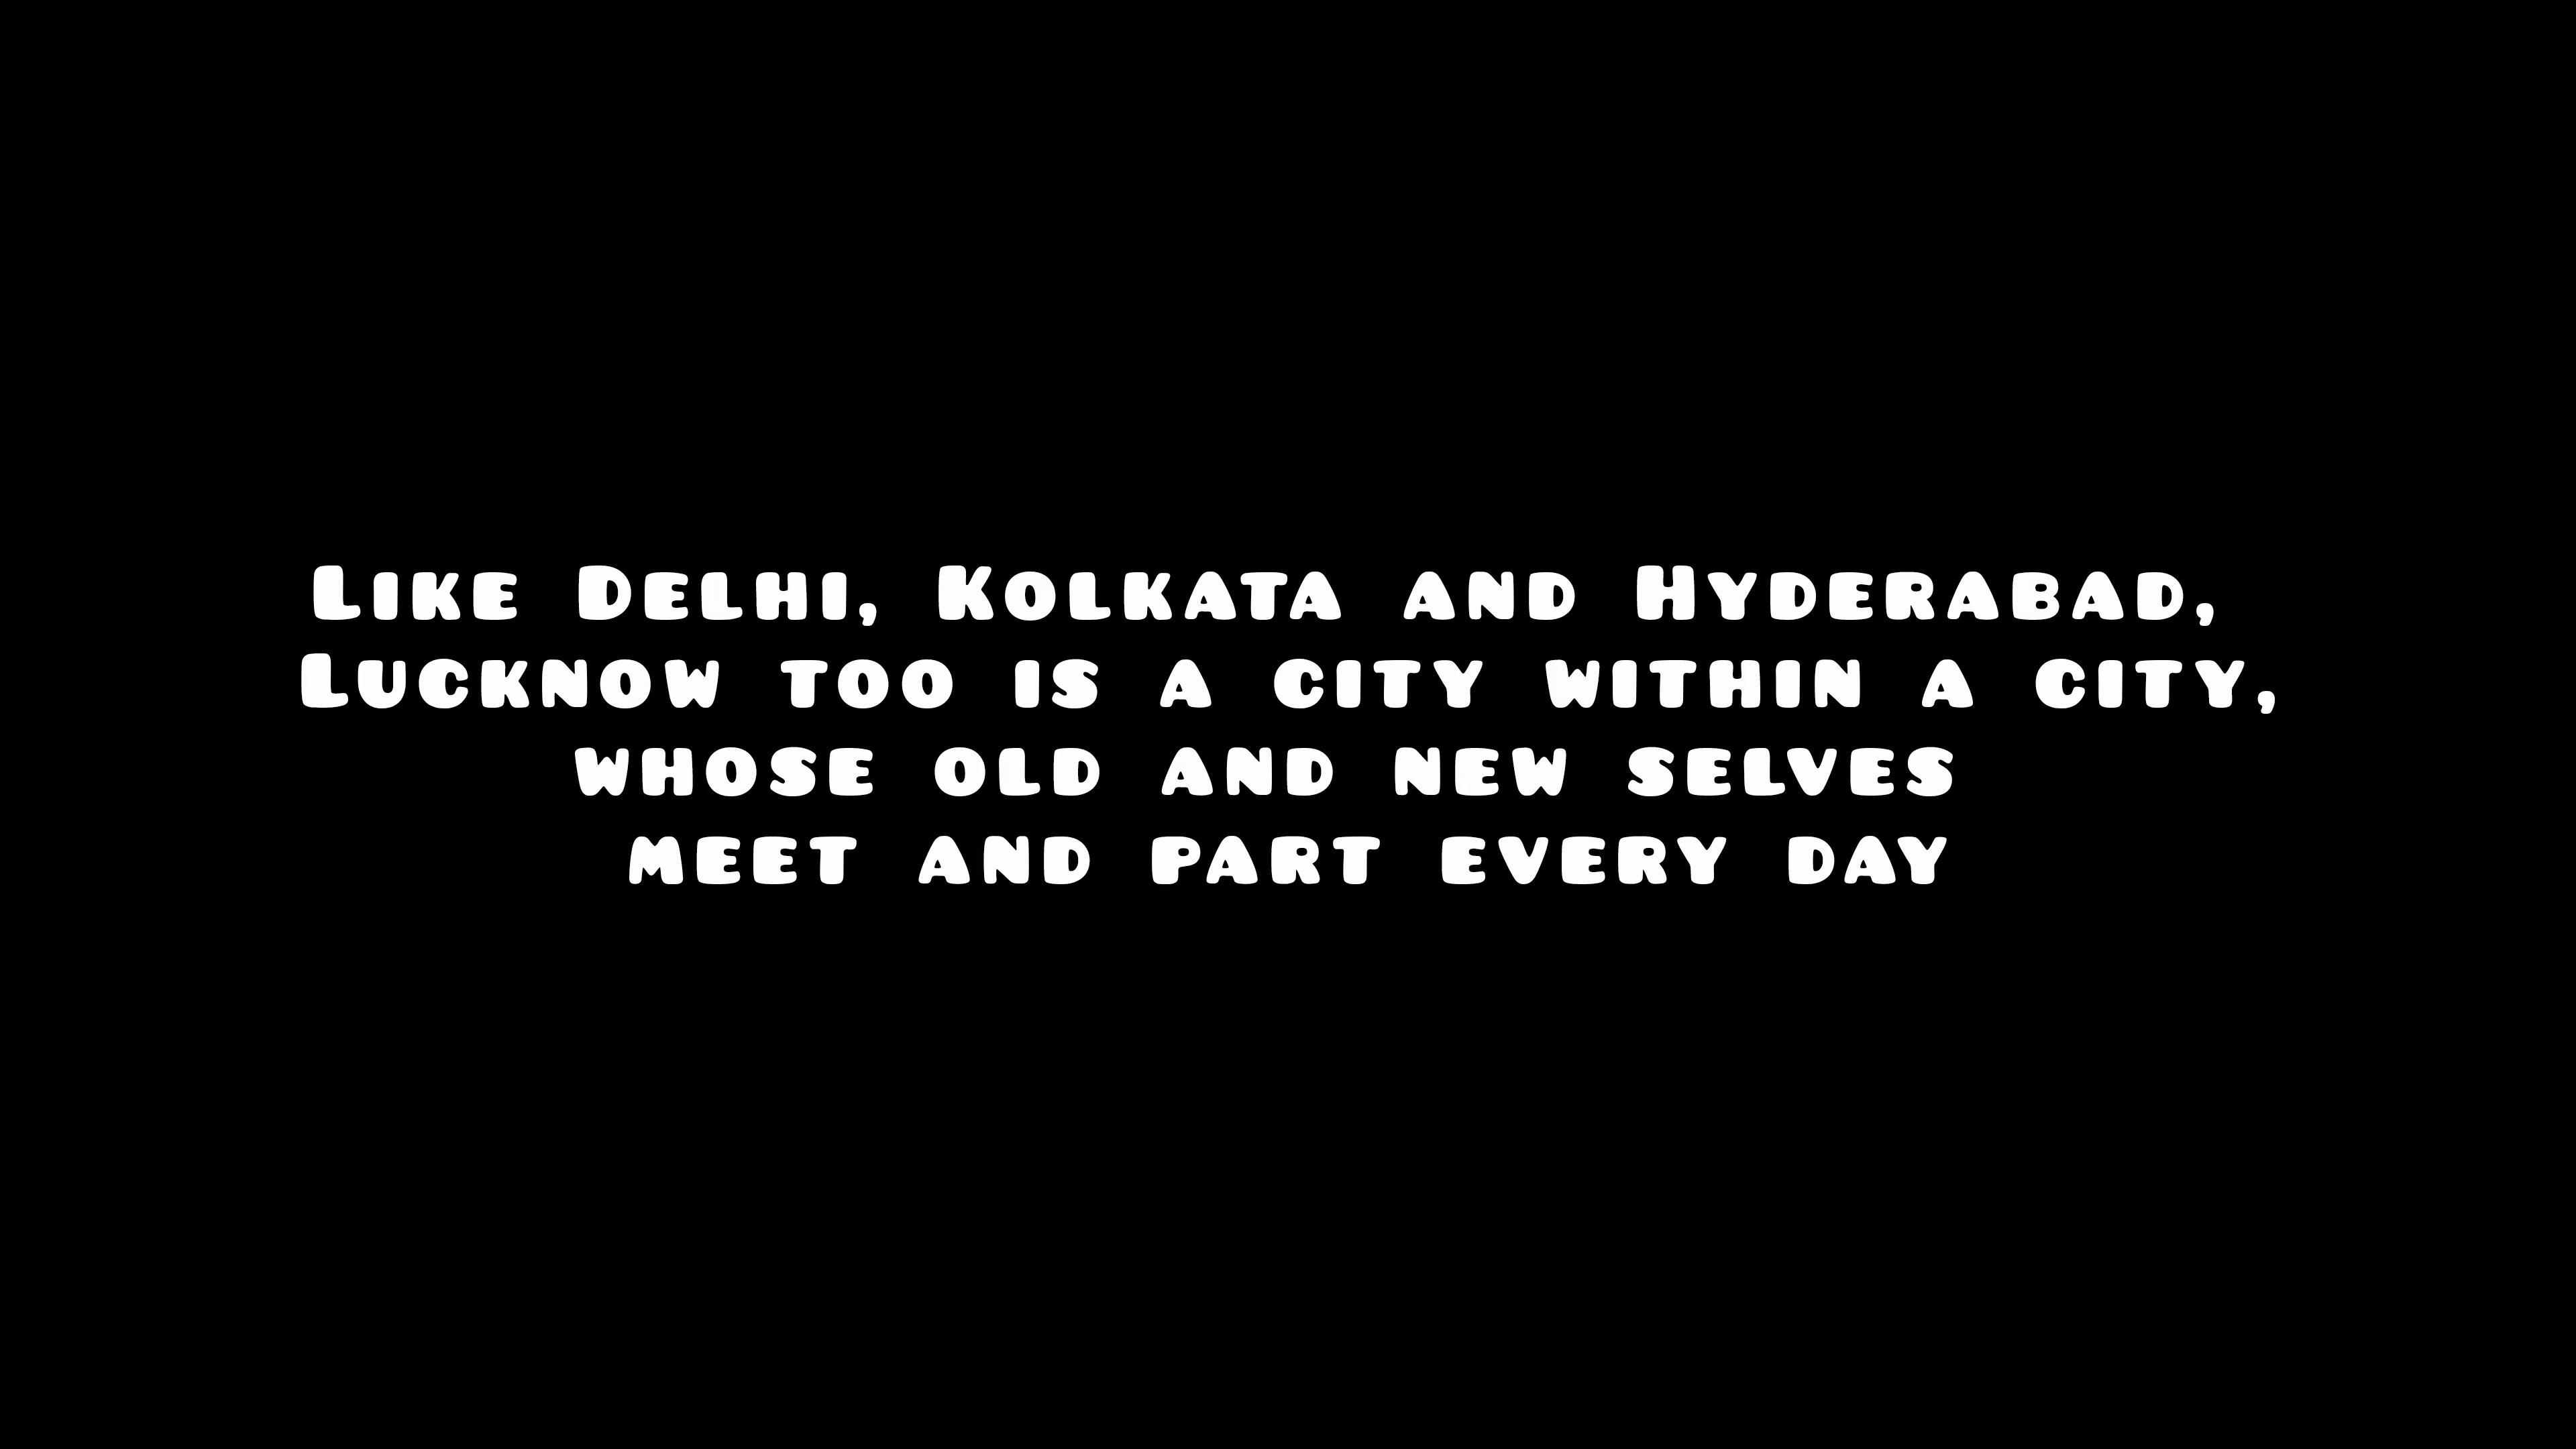 Like Delhi, Kolkata and Hyderabad,
Lucknow too is a city within a city,
whose old and new selves
meet and part every day